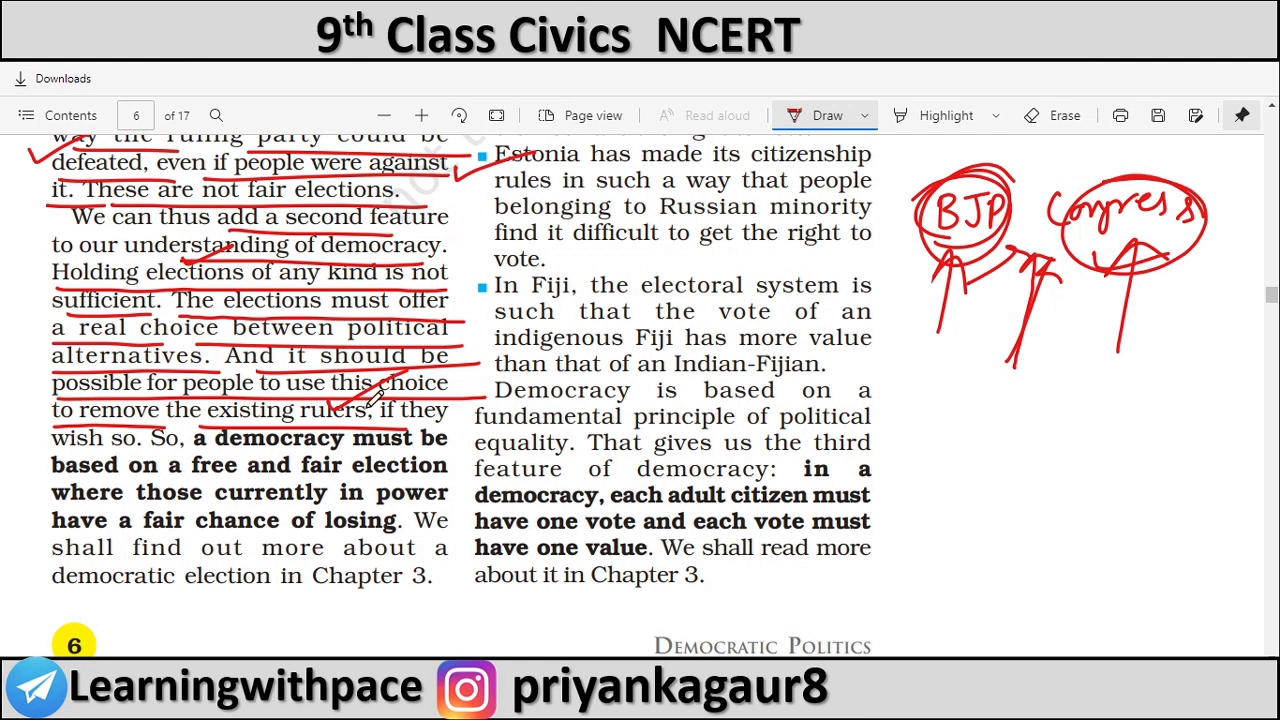 9th Class Civics NCERT
Downloads
Contents 6 of 17 Page view Read aloud Draw Highlight Erase
way the ruling party could be
defeated, even if people were against
it. These are not fair elections.
We can thus add a second feature
to our understanding of democracy.
Holding elections of any kind is not
sufficient. The elections must offer
a real choice between political
alternatives. And it should be
possible for people to use this choice
to remove the existing rulers, if they
wish so. So, a democracy must be
based on a free and fair election
where those currently in power
have a fair chance of losing. We
shall find out more about a
democratic election in Chapter 3.
Estonia has made its citizenship
rules in such a way that people
belonging to Russian minority
find it difficult to get the right to
vote.
In Fiji, the electoral system is
such that the vote of an
indigenous Fiji has more value
than that of an Indian-Fijian.
Democracy is based on a
fundamental principle of political
equality. That gives us the third
feature of democracy: in a
democracy, each adult citizen must
have one vote and each vote must
have one value. We shall read more
about it in Chapter 3.
BJP Congress
6
DEMOCRATIC POLITICS
Learningwithpace priyankagaur8